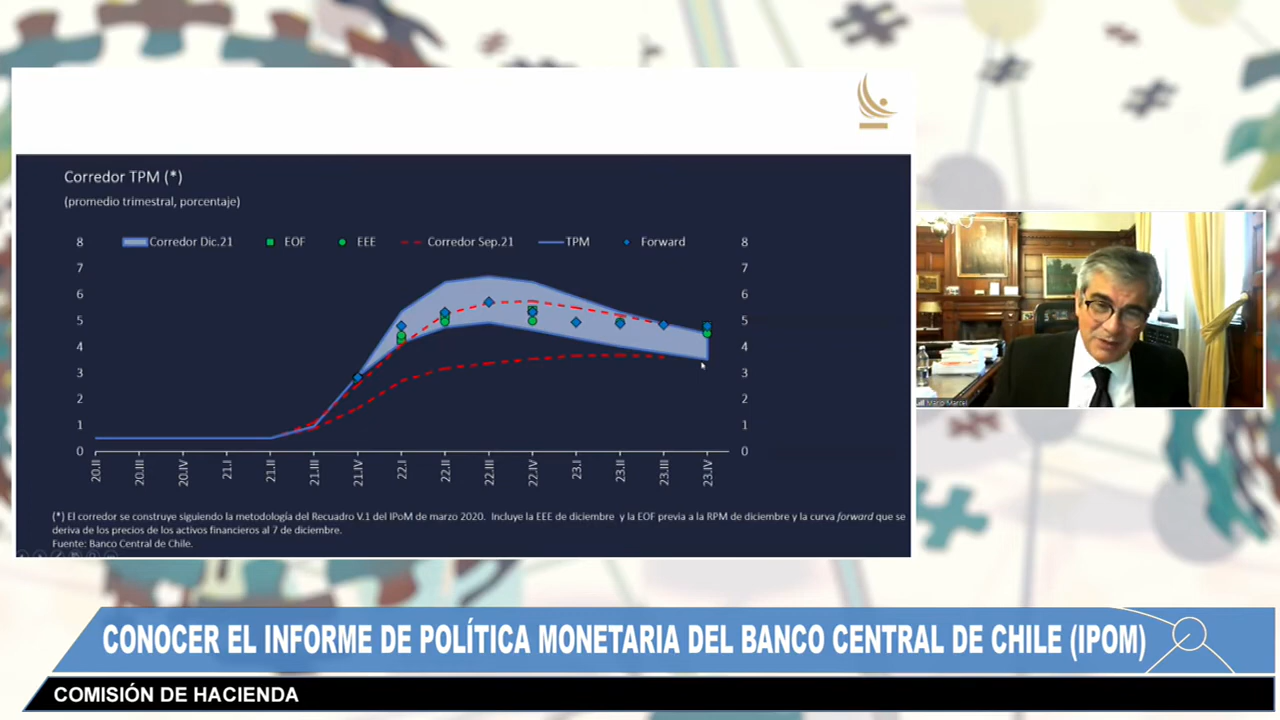 Corredor TPM (*)
(promedio trimestral, porcentaje)
Corredor Dic.21 EOF EEE Corredor Sep.21 TPM Forward
8 8
7 7
6 6
5 5
4 4
3 3
2 2
1 1
0 0
20.II 20.III 20.IV 21.I 21.II 21.III 21.IV 22.I 22.II 22.III 22.IV 23.I 23.II 23.III 23.IV
(*) El corredor se construye siguiendo la metodología del Recuadro V.1 del IPoM de marzo 2020. Incluye la EEE de diciembre y la EOF previa a la RPM de diciembre y la curva forward que se
deriva de los precios de los activos financieros al 7 de diciembre.
Fuente: Banco Central de Chile.
Mario Marcel
CONOCER EL INFORME DE POLÍTICA MONETARIA DEL BANCO CENTRAL DE CHILE (IPOM)
COMISIÓN DE HACIENDA